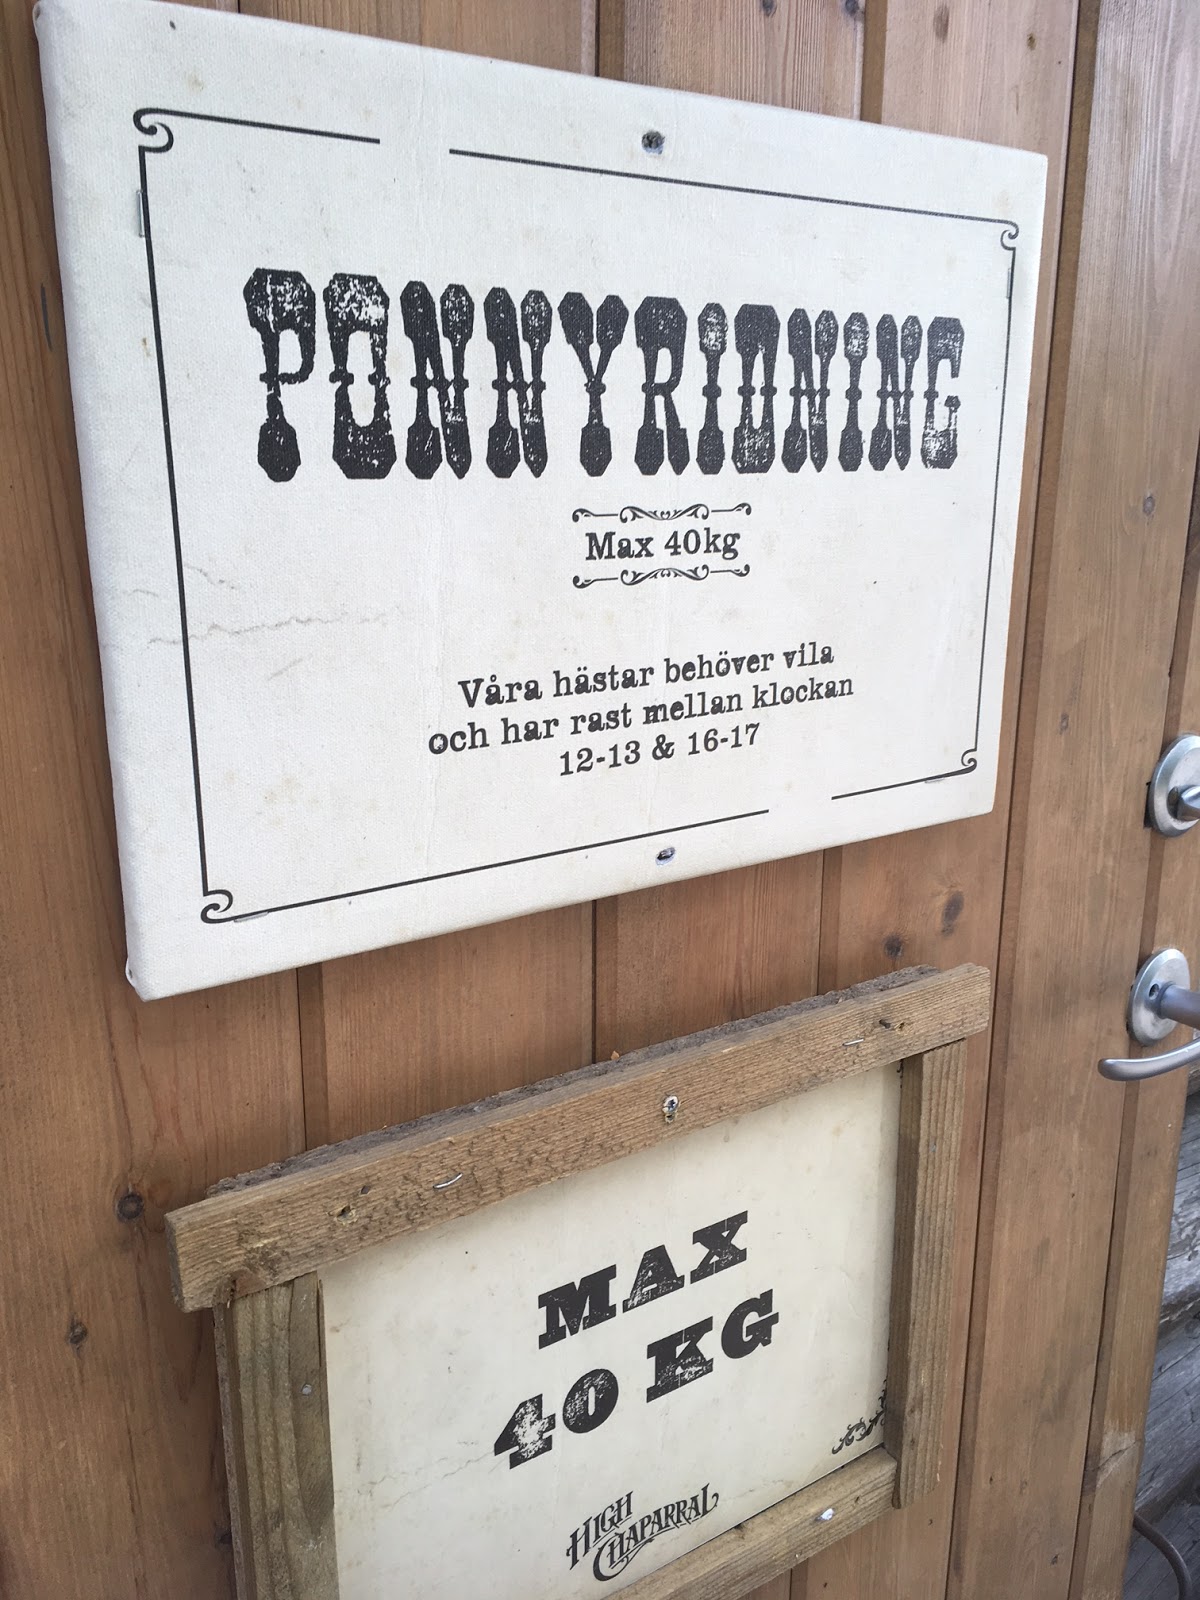 PONNYRIDNING
Max 40kg
Våra hästar behöver vila
och har rast mellan klockan
12-13 & 16-17
MAX
40 KG
HIGH
CHAPARRAL